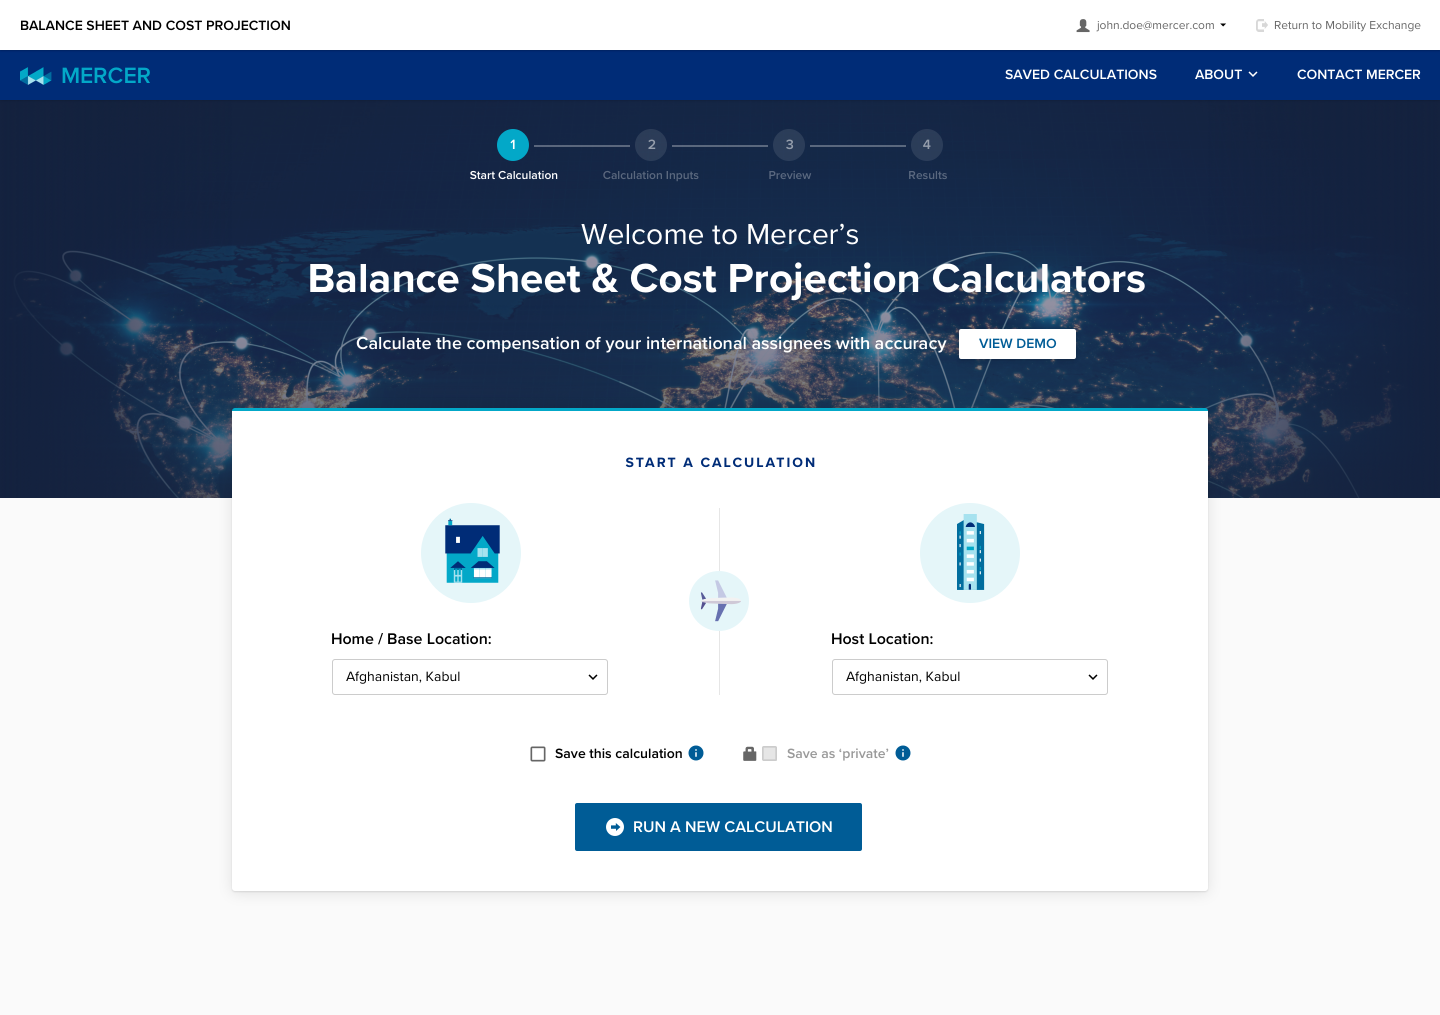 BALANCE SHEET AND COST PROJECTION
john.doe@mercer.com
Return to Mobility Exchange
MERCER
SAVED CALCULATIONS
ABOUT
CONTACT MERCER
1
2
3
4
Start Calculation
Calculation Inputs
Preview
Results
Welcome to Mercer’s
Balance Sheet & Cost Projection Calculators
Calculate the compensation of your international assignees with accuracy
VIEW DEMO
START A CALCULATION
Home / Base Location:
Host Location:
Afghanistan, Kabul
Afghanistan, Kabul
Save this calculation
Save as ‘private’
RUN A NEW CALCULATION